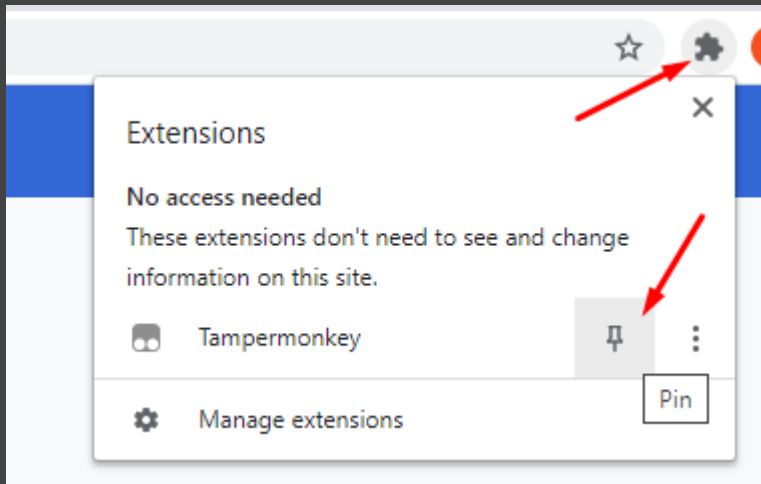 Extensions
No access needed
These extensions don't need to see and change
information on this site.
Tampermonkey
Pin
Manage extensions